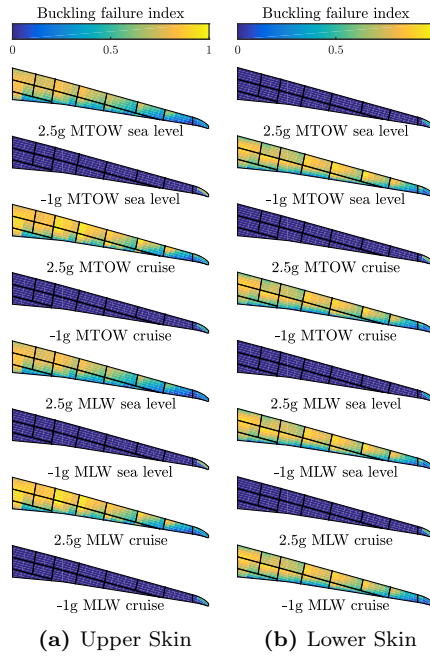 Buckling failure index
0 0.5 1
2.5g MTOW sea level
-1g MTOW sea level
2.5g MTOW cruise
-1g MTOW cruise
2.5g MLW sea level
-1g MLW sea level
2.5g MLW cruise
-1g MLW cruise
(a) Upper Skin
Buckling failure index
0 0.5
2.5g MTOW sea level
-1g MTOW sea level
2.5g MTOW cruise
-1g MTOW cruise
2.5g MLW sea level
-1g MLW sea level
2.5g MLW cruise
-1g MLW cruise
(b) Lower Skin